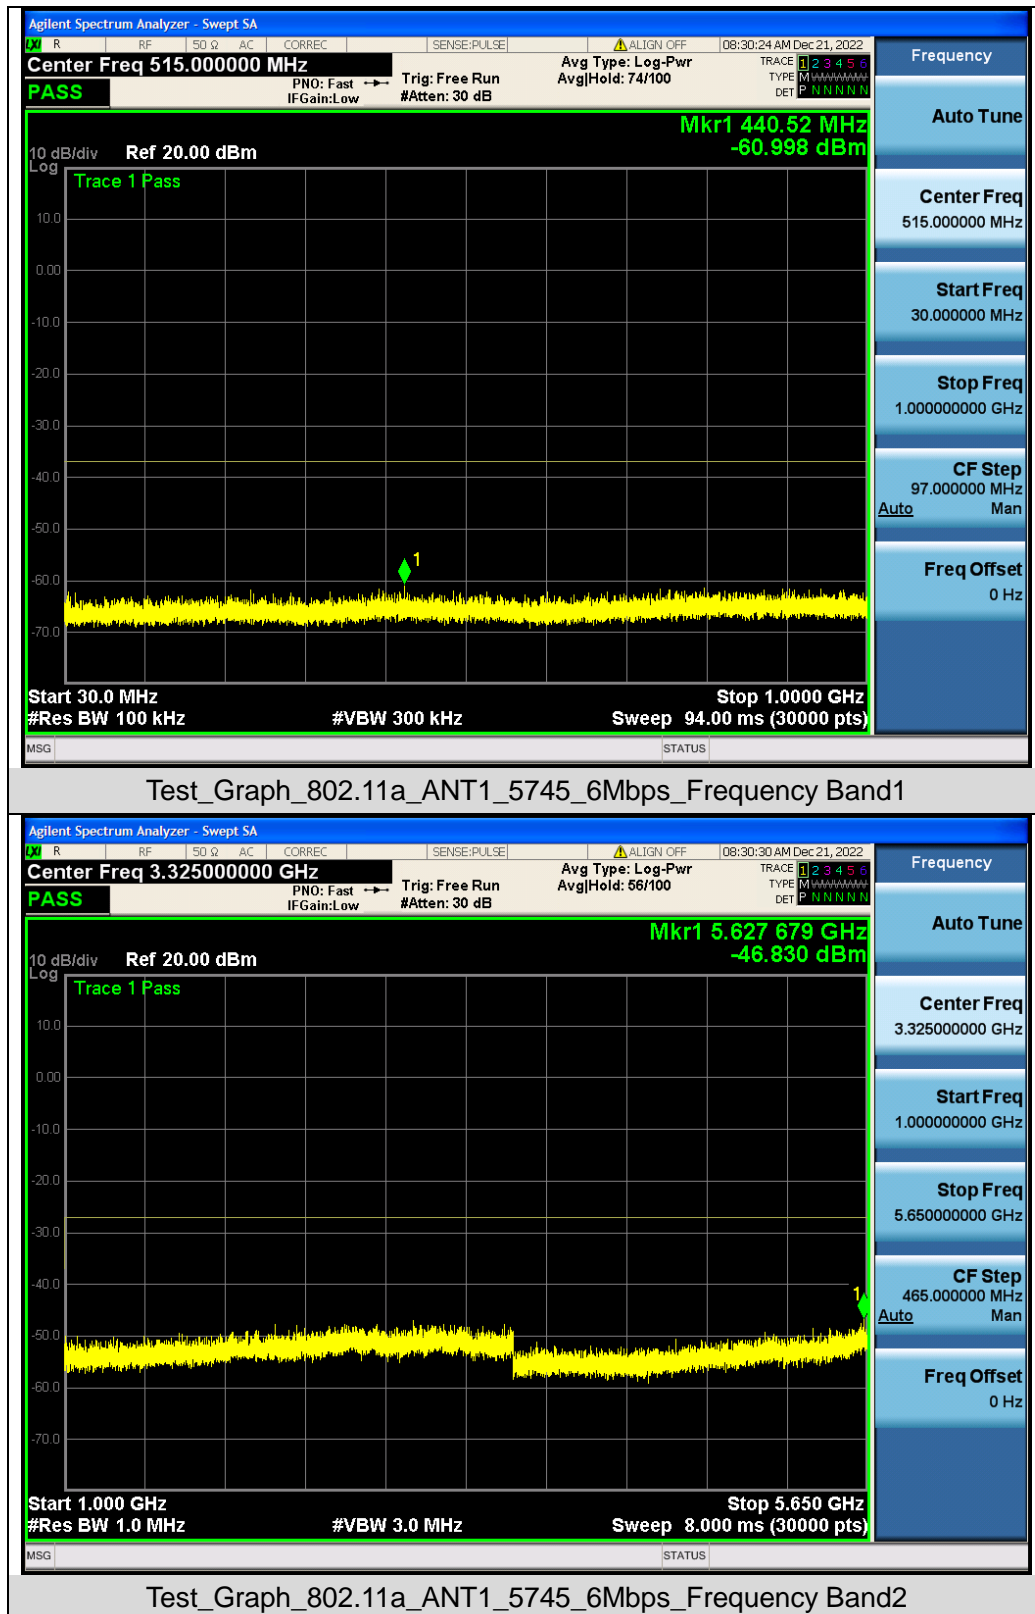 Agilent Spectrum Analyzer - Swept SA
LXI R RF 50 Ω AC CORREC SENSE:PULSE ALIGN OFF 08:30:24 AM Dec 21, 2022
Center Freq 515.000000 MHz
PASS
PNO: Fast
IFGain:Low
Trig: Free Run
#Atten: 30 dB
Avg Type: Log-Pwr
Avg|Hold: 74/100
TRACE 1 2 3 4 5 6
TYPE M
DET P N N N N N
Mkr1 440.52 MHz
-60.998 dBm
10 dB/div Ref 20.00 dBm
Log
Trace 1 Pass
10.0
0.00
-10.0
-20.0
-30.0
-40.0
-50.0
-60.0
-70.0
1
Start 30.0 MHz Stop 1.0000 GHz
#Res BW 100 kHz #VBW 300 kHz Sweep 94.00 ms (30000 pts)
MSG STATUS
Frequency
Auto Tune
Center Freq
515.000000 MHz
Start Freq
30.000000 MHz
Stop Freq
1.000000000 GHz
CF Step
97.000000 MHz
Auto Man
Freq Offset
0 Hz
Test_Graph_802.11a_ANT1_5745_6Mbps_Frequency Band1
Agilent Spectrum Analyzer - Swept SA
LXI R RF 50 Ω AC CORREC SENSE:PULSE ALIGN OFF 08:30:30 AM Dec 21, 2022
Center Freq 3.325000000 GHz
PASS
PNO: Fast
IFGain:Low
Trig: Free Run
#Atten: 30 dB
Avg Type: Log-Pwr
Avg|Hold: 56/100
TRACE 1 2 3 4 5 6
TYPE M
DET P N N N N N
Mkr1 5.627 679 GHz
-46.830 dBm
10 dB/div Ref 20.00 dBm
Log
Trace 1 Pass
10.0
0.00
-10.0
-20.0
-30.0
-40.0
-50.0
-60.0
-70.0
1
Start 1.000 GHz Stop 5.650 GHz
#Res BW 1.0 MHz #VBW 3.0 MHz Sweep 8.000 ms (30000 pts)
MSG STATUS
Frequency
Auto Tune
Center Freq
3.325000000 GHz
Start Freq
1.000000000 GHz
Stop Freq
5.650000000 GHz
CF Step
465.000000 MHz
Auto Man
Freq Offset
0 Hz
Test_Graph_802.11a_ANT1_5745_6Mbps_Frequency Band2